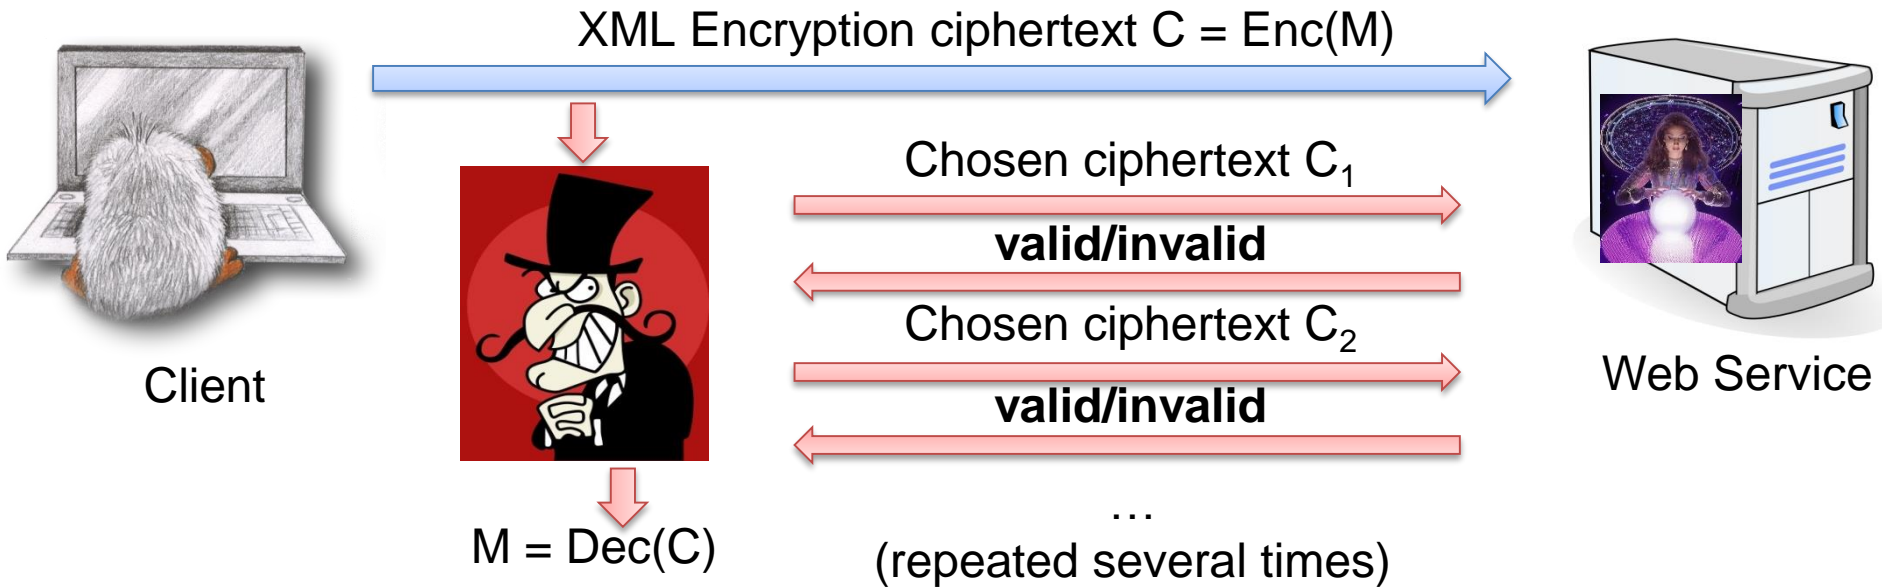 XML Encryption ciphertext C = Enc(M)
Chosen ciphertext C₁
valid/invalid
Chosen ciphertext C₂
valid/invalid
Client
Web Service
…
M = Dec(C)
(repeated several times)